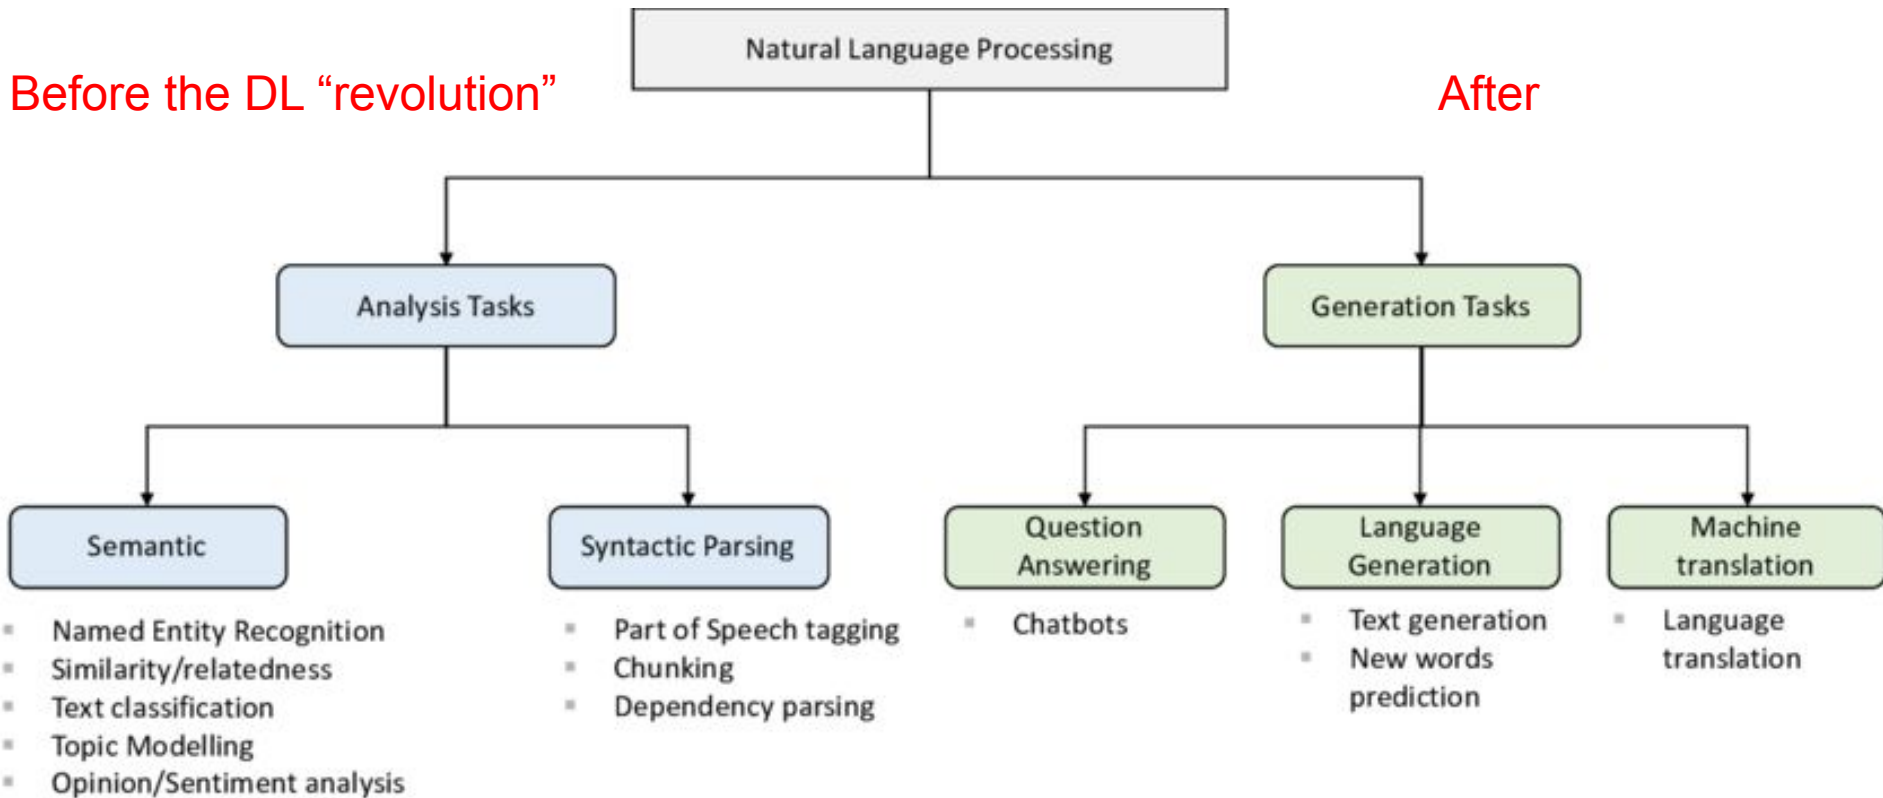 Natural Language Processing
Before the DL “revolution”
After
Analysis Tasks
Generation Tasks
Semantic
Syntactic Parsing
Question
Answering
Language
Generation
Machine
translation
Named Entity Recognition
Similarity/relatedness
Text classification
Topic Modelling
Opinion/Sentiment analysis
Part of Speech tagging
Chunking
Dependency parsing
Chatbots
Text generation
New words
prediction
Language
translation